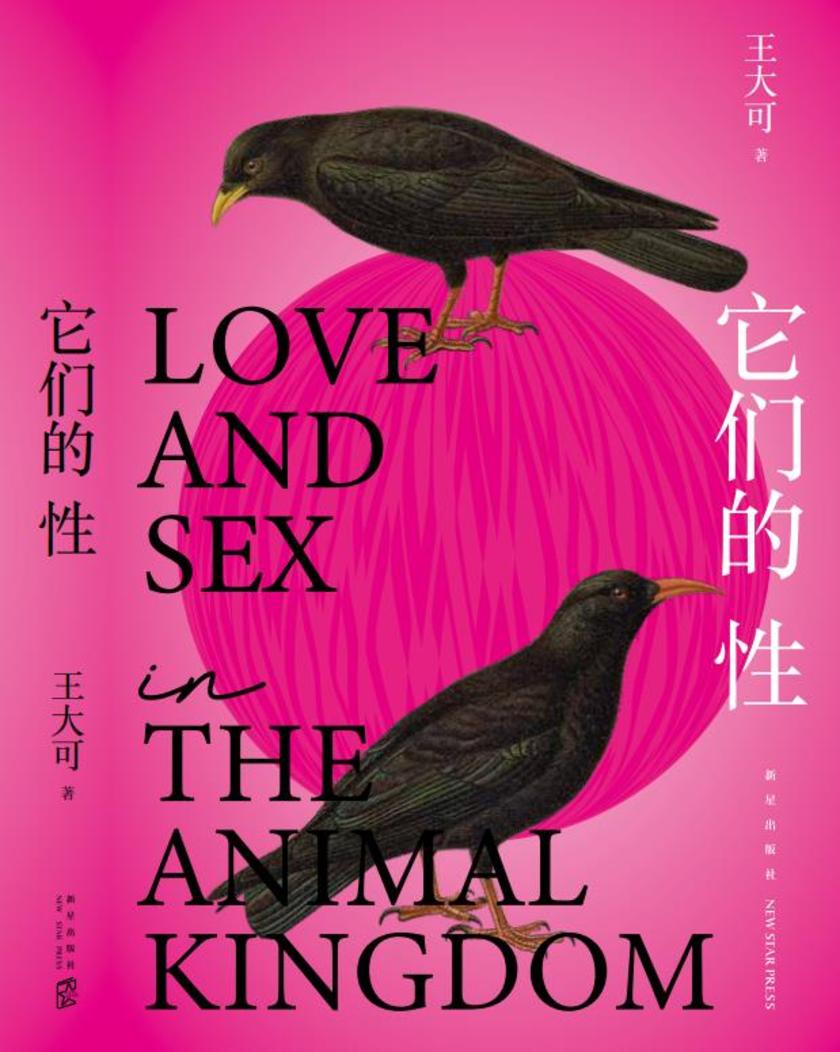 它们的 性
王大可 著
新星出版社
NEW STAR PRESS
LOVE
AND
SEX
in
THE
ANIMAL
KINGDOM
王大可 著
它们的 性
新星出版社 NEW STAR PRESS